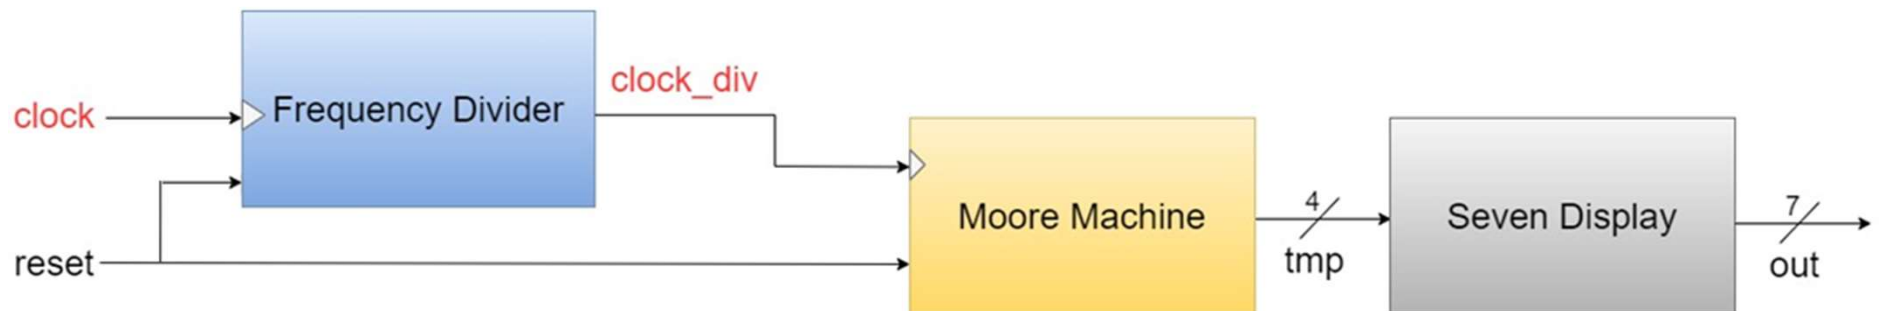 clock
Frequency Divider
clock_div
reset
Moore Machine
4
tmp
Seven Display
7
out